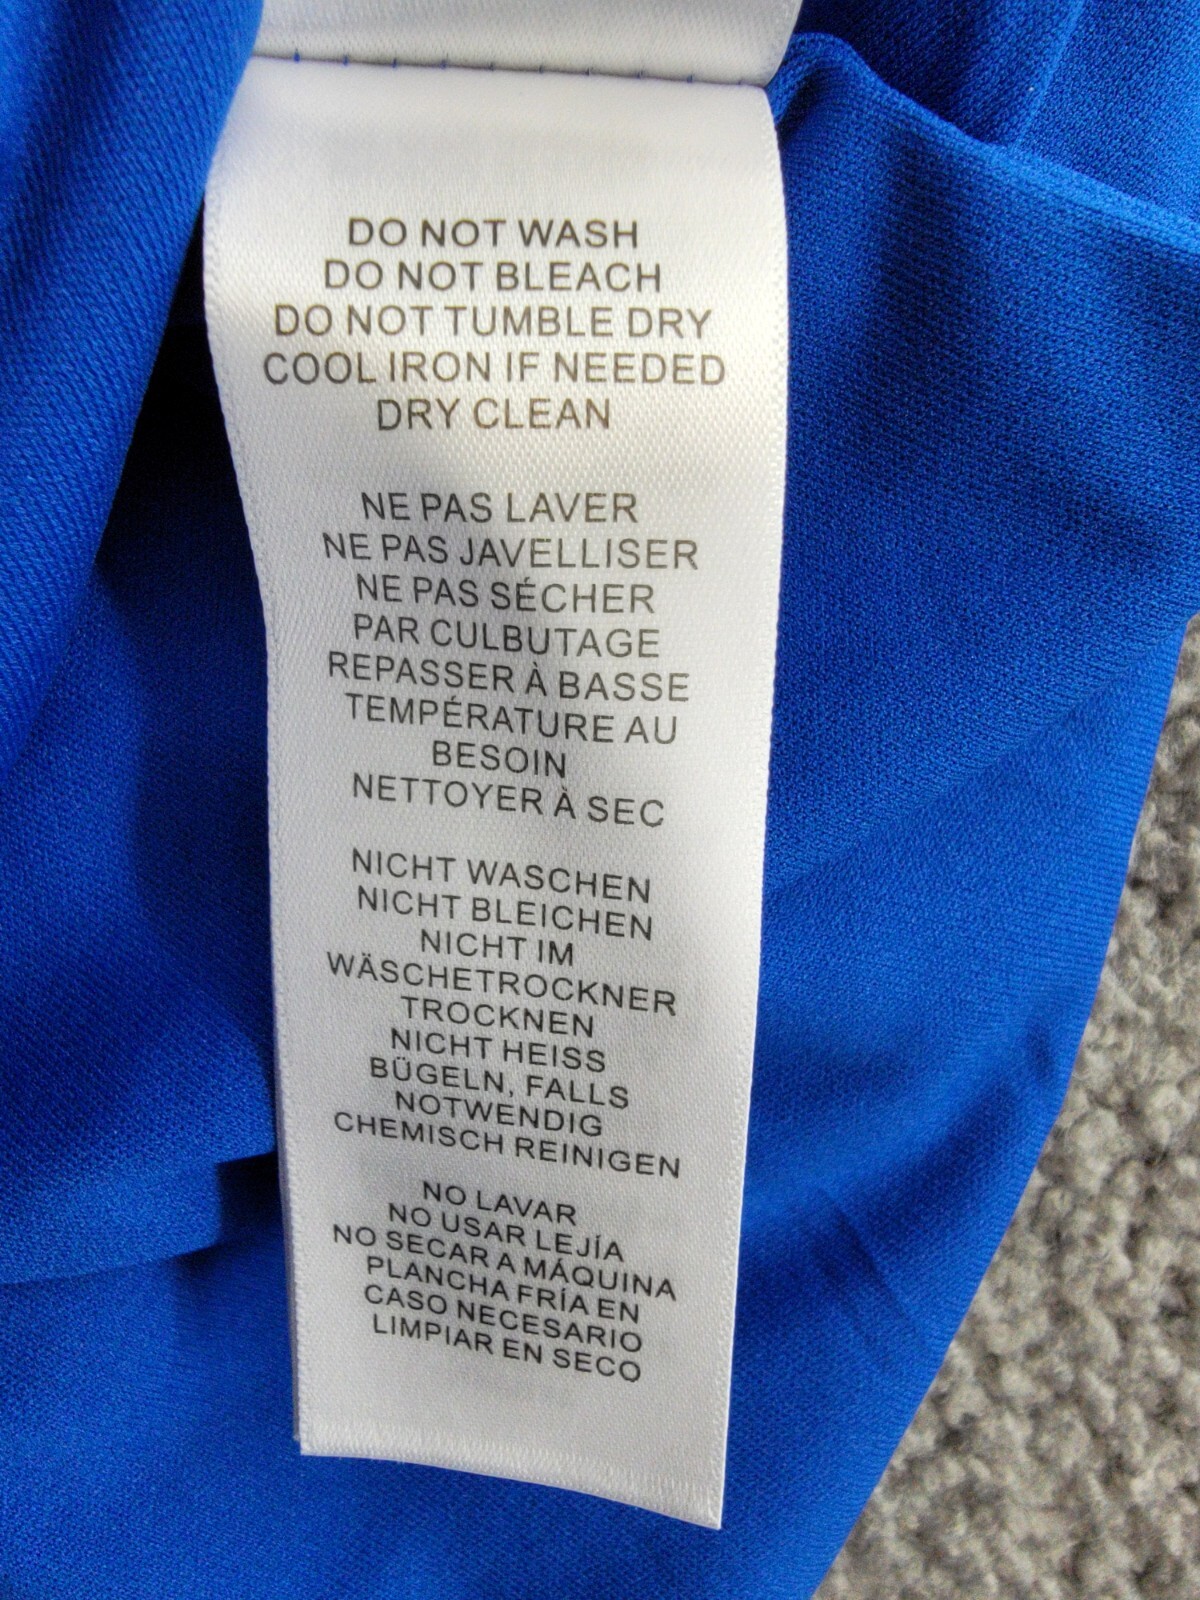 DO NOT WASH
DO NOT BLEACH
DO NOT TUMBLE DRY
COOL IRON IF NEEDED
DRY CLEAN
NE PAS LAVER
NE PAS JAVELLISER
NE PAS SÉCHER
PAR CULBUTAGE
REPASSER À BASSE
TEMPÉRATURE AU
BESOIN
NETTOYER À SEC
NICHT WASCHEN
NICHT BLEICHEN
NICHT IM
WÄSCHETROCKNER
TROCKNEN
NICHT HEISS
BÜGELN, FALLS
NOTWENDIG
CHEMISCH REINIGEN
NO LAVAR
NO USAR LEJÍA
NO SECAR A MÁQUINA
PLANCHA FRÍA EN
CASO NECESARIO
LIMPIAR EN SECO